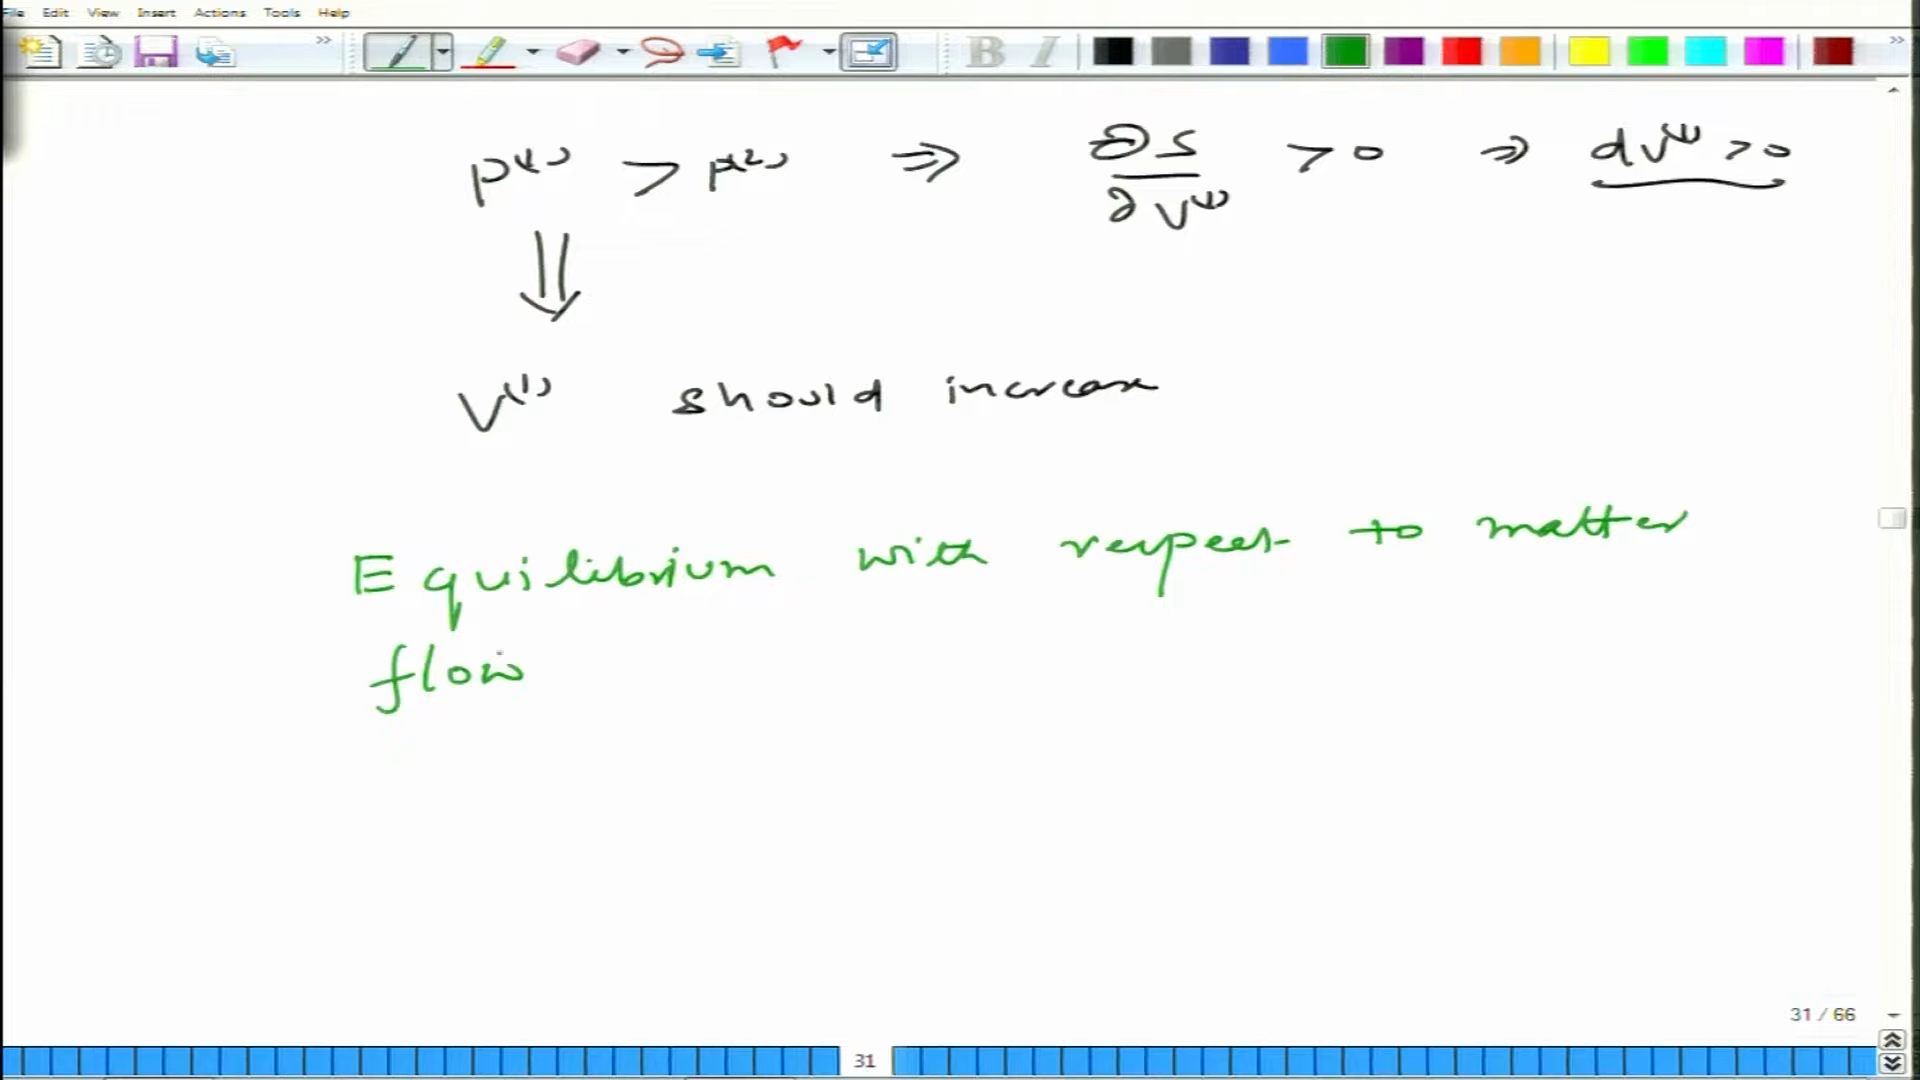 File Edit View Insert Actions Tools Help
P⁽¹⁾ > P⁽²⁾ ⇒ ∂S/∂V⁽¹⁾ > 0 ⇒ dV⁽¹⁾ > 0
⇓
V⁽¹⁾ should increase
Equilibrium with respect to matter
flow
31 / 66
31